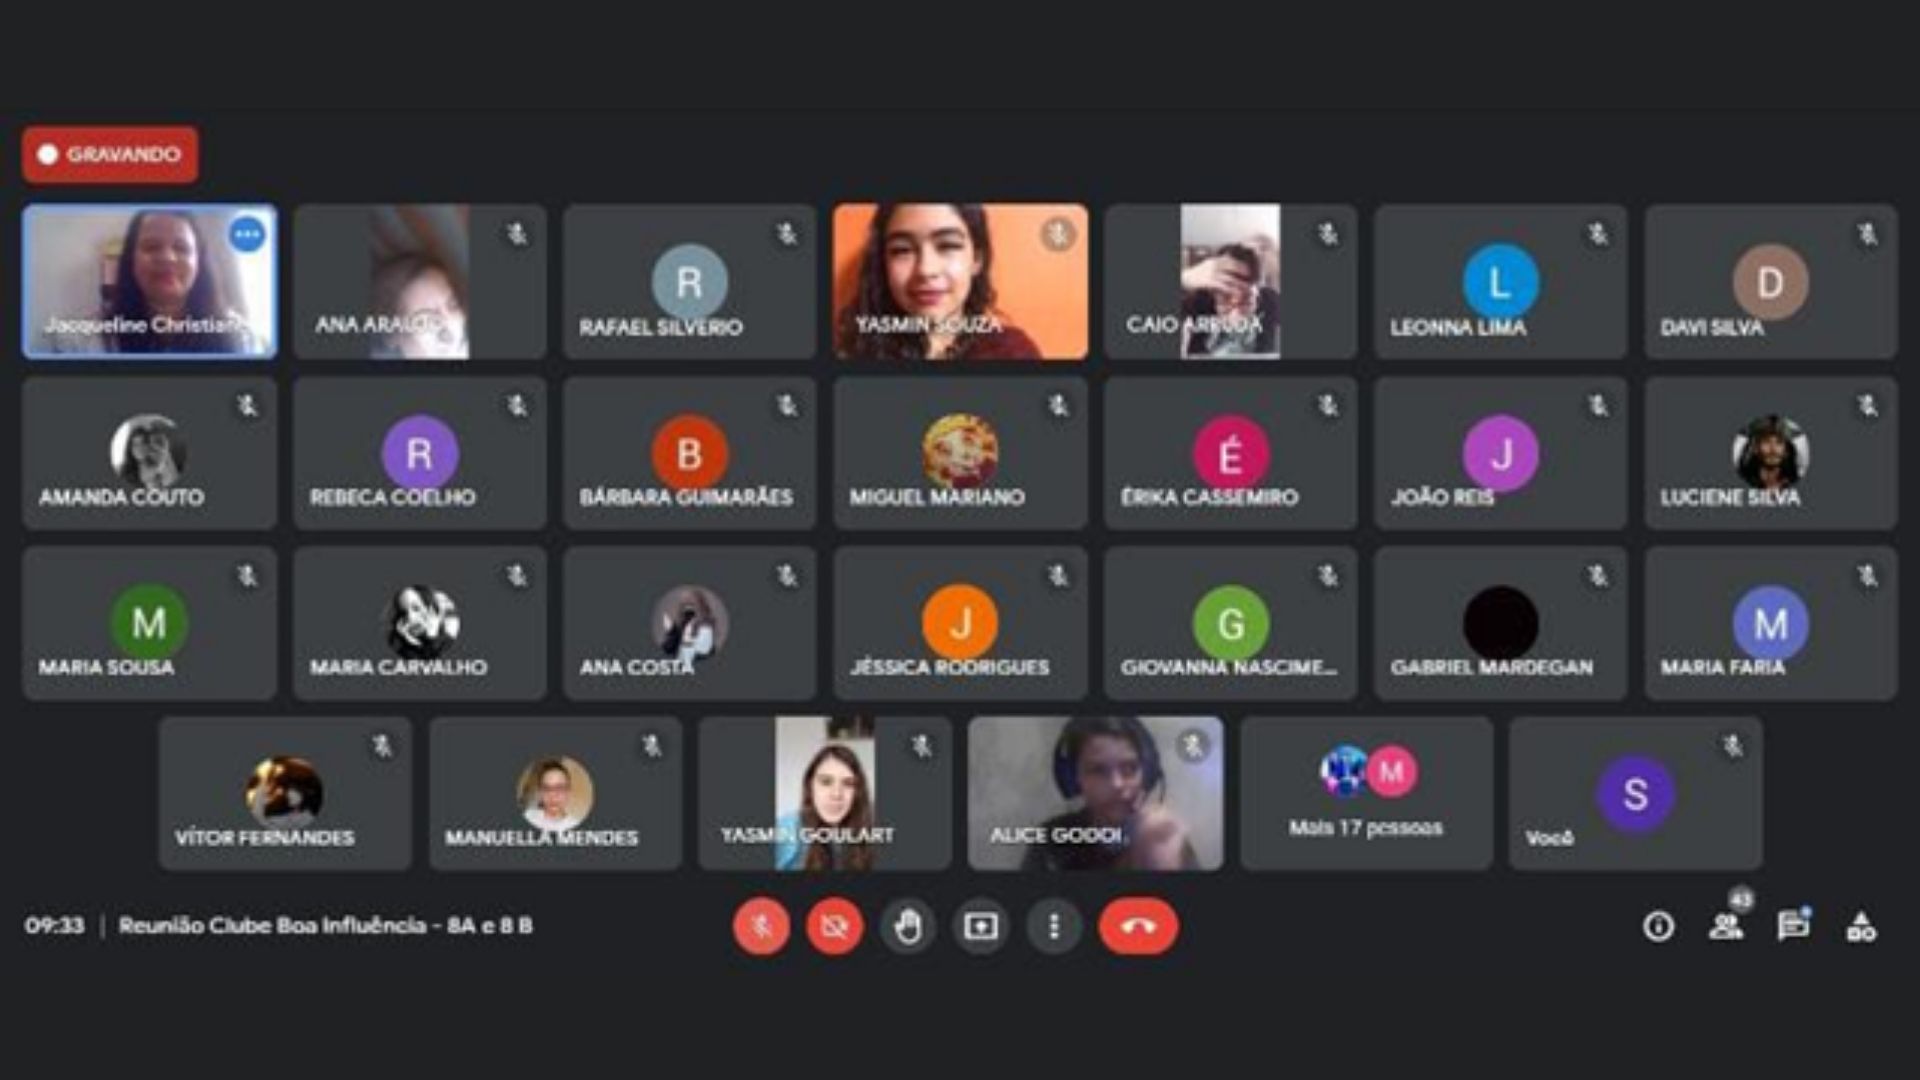 GRAVANDO
Jacqueline Christian
ANA ARAUJO
R
RAFAEL SILVERIO
YASMIN SOUZA
CAIO ARRUDA
L
LEONNA LIMA
D
DAVI SILVA
AMANDA COUTO
R
REBECA COELHO
B
BÁRBARA GUIMARÃES
MIGUEL MARIANO
É
ÉRIKA CASSEMIRO
J
JOÃO REIS
LUCIENE SILVA
M
MARIA SOUSA
MARIA CARVALHO
ANA COSTA
J
JÉSSICA RODRIGUES
G
GIOVANNA NASCIME...
GABRIEL MARDEGAN
M
MARIA FARIA
VÍTOR FERNANDES
MANUELLA MENDES
YASMIN GOULART
ALICE GODOI
M
Mais 17 pessoas
S
Você
09:33 | Reunião Clube Boa Influência - 8A e 8 B
43